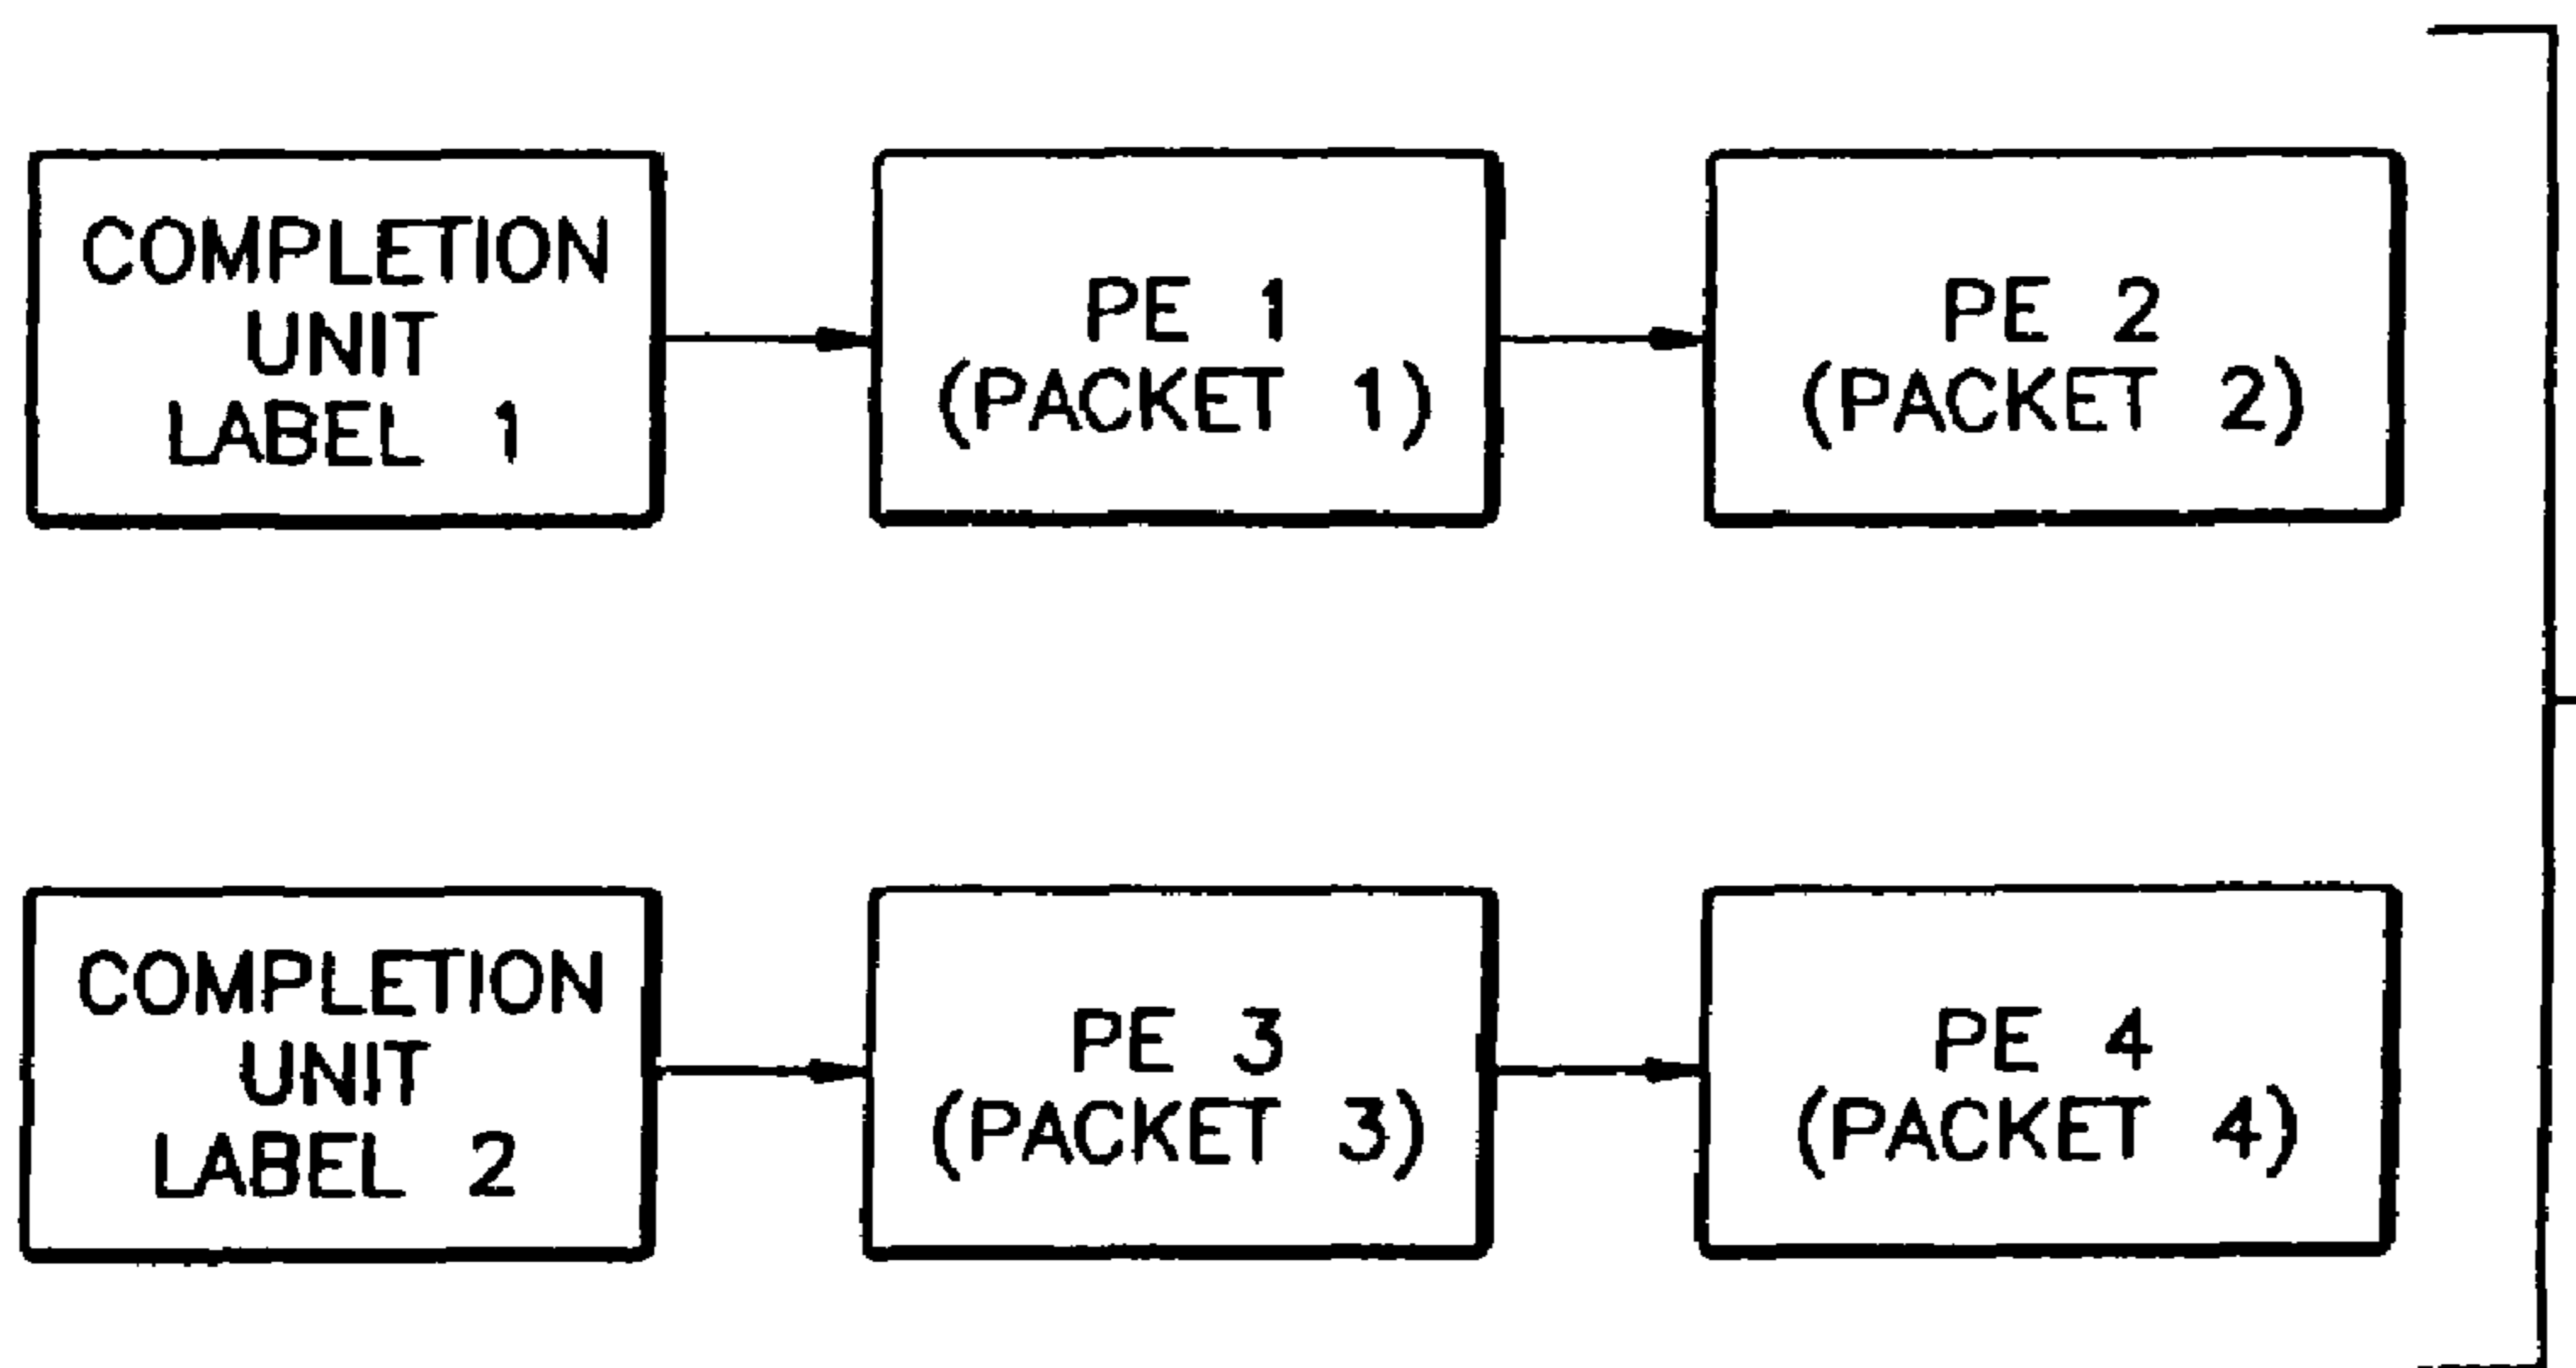 COMPLETION
UNIT
LABEL 1
PE 1
(PACKET 1)
PE 2
(PACKET 2)
COMPLETION
UNIT
LABEL 2
PE 3
(PACKET 3)
PE 4
(PACKET 4)